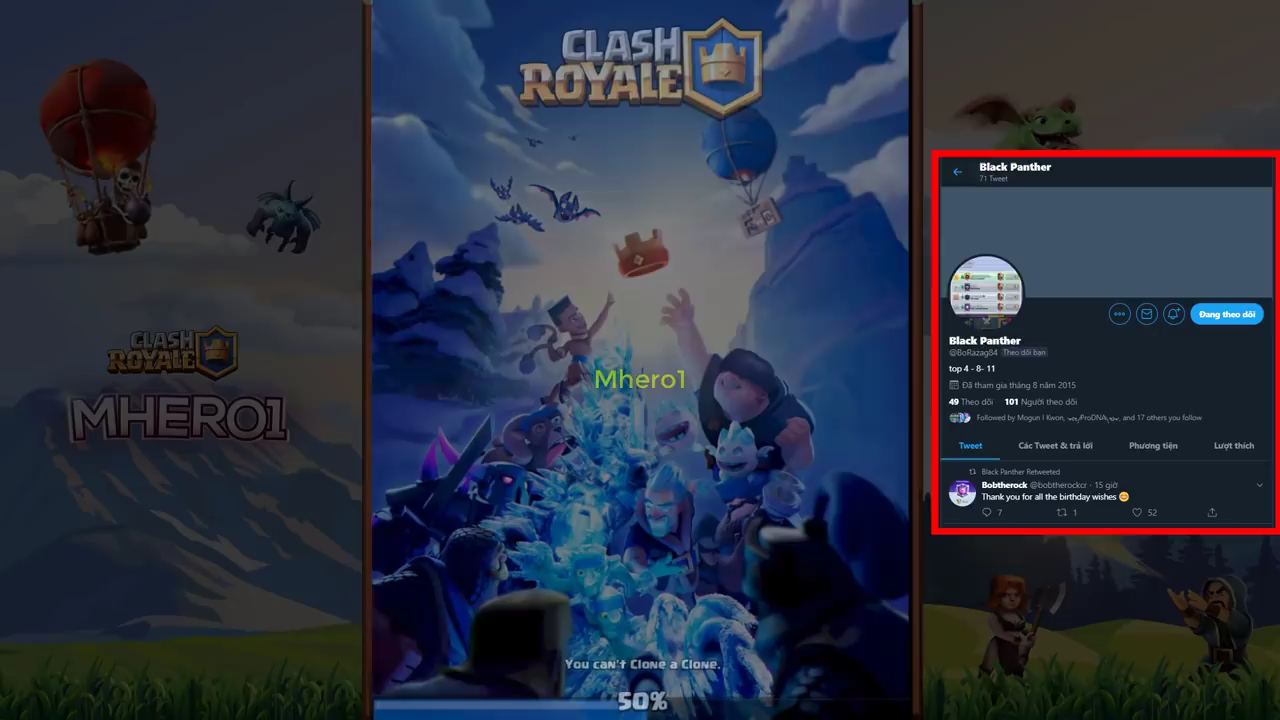 CLASH
ROYALE
CLASH
ROYALE
MHERO1
Mhero1
You can't Clone a Clone.
50%
Black Panther
71 Tweet
Đang theo dõi
Black Panther
@BoRazag84 Theo dõi bạn
top 4 - 8- 11
Đã tham gia tháng 8 năm 2015
49 Theo dõi 101 Người theo dõi
Followed by Mogun I Kwon, ProDNA, and 17 others you follow
Tweet Các Tweet & trả lời Phương tiện Lượt thích
Black Panther Retweeted
Bobtherock @bobtherockcr · 15 giờ
Thank you for all the birthday wishes 😊
7 1 52